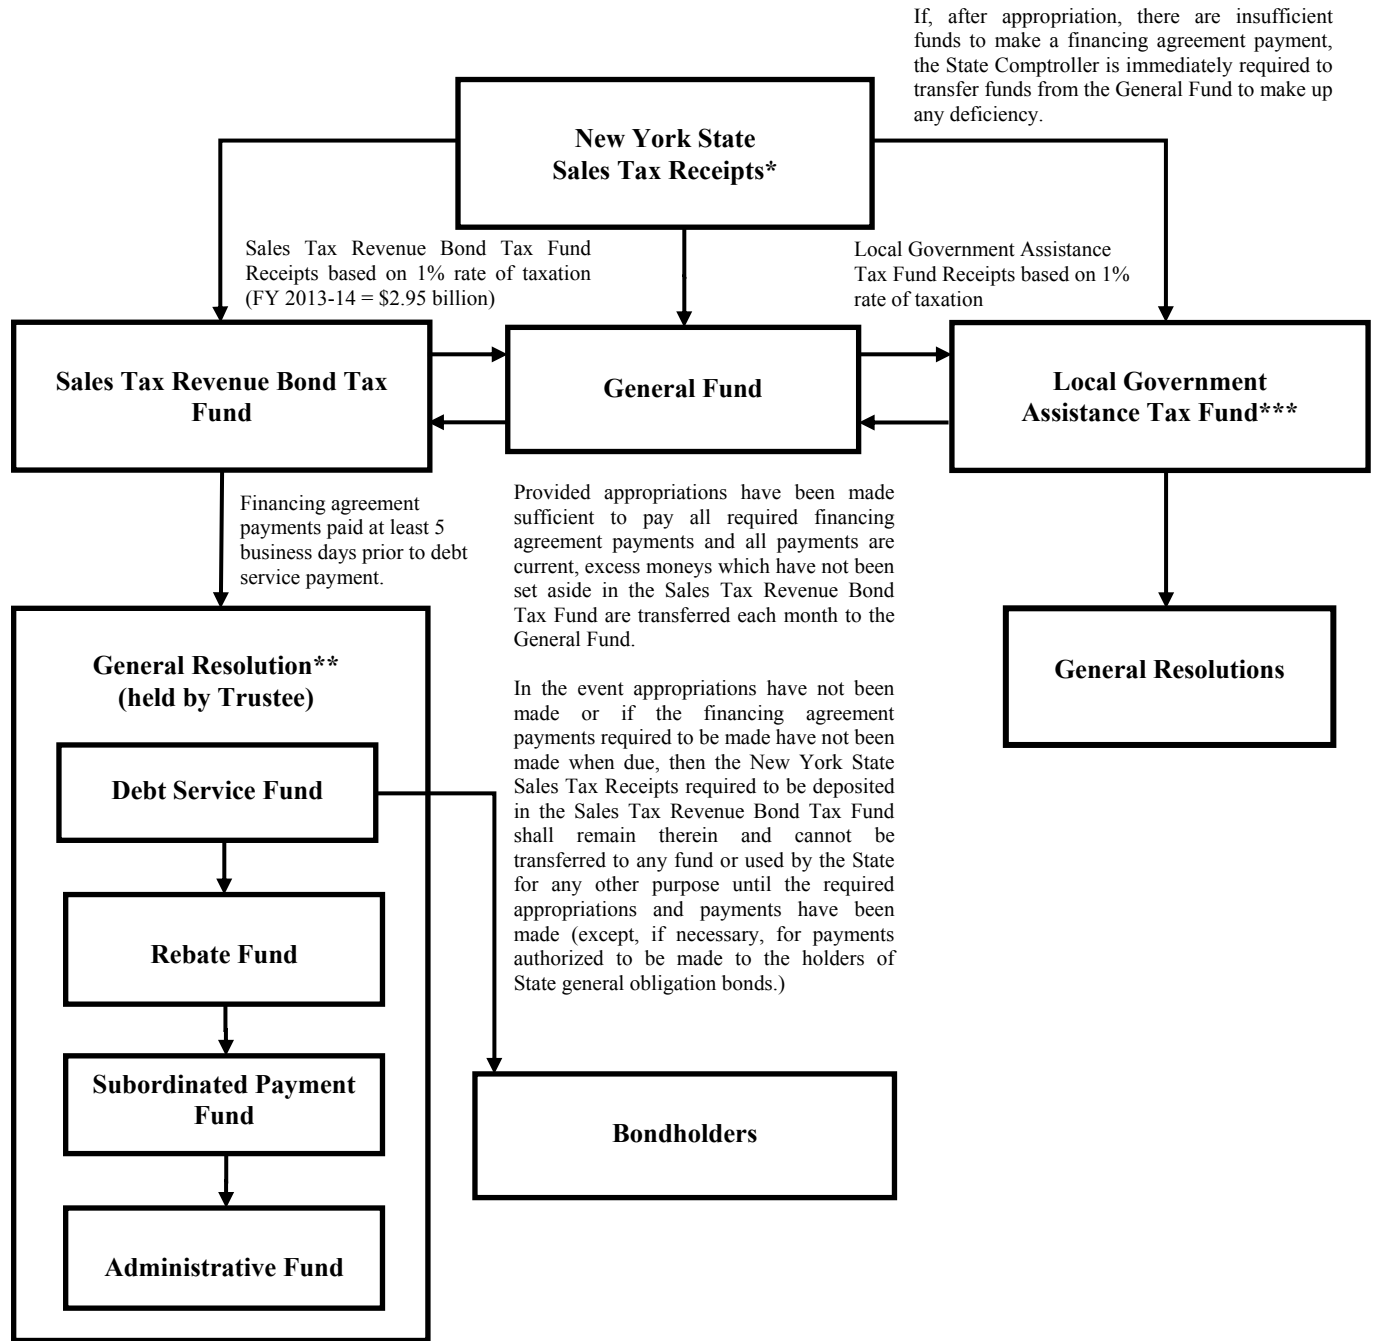 If, after appropriation, there are insufficient
funds to make a financing agreement payment,
the State Comptroller is immediately required to
transfer funds from the General Fund to make up
any deficiency.
New York State
Sales Tax Receipts*
Sales Tax Revenue Bond Tax Fund
Receipts based on 1% rate of taxation
(FY 2013-14 = $2.95 billion)
Local Government Assistance
Tax Fund Receipts based on 1%
rate of taxation
Sales Tax Revenue Bond Tax
Fund
General Fund
Local Government
Assistance Tax Fund***
Financing agreement
payments paid at least 5
business days prior to debt
service payment.
Provided appropriations have been made
sufficient to pay all required financing
agreement payments and all payments are
current, excess moneys which have not been
set aside in the Sales Tax Revenue Bond
Tax Fund are transferred each month to the
General Fund.
In the event appropriations have not been
made or if the financing agreement
payments required to be made have not been
made when due, then the New York State
Sales Tax Receipts required to be deposited
in the Sales Tax Revenue Bond Tax Fund
shall remain therein and cannot be
transferred to any fund or used by the State
for any other purpose until the required
appropriations and payments have been
made (except, if necessary, for payments
authorized to be made to the holders of
State general obligation bonds.)
General Resolution**
(held by Trustee)
General Resolutions
Debt Service Fund
Rebate Fund
Subordinated Payment
Fund
Bondholders
Administrative Fund